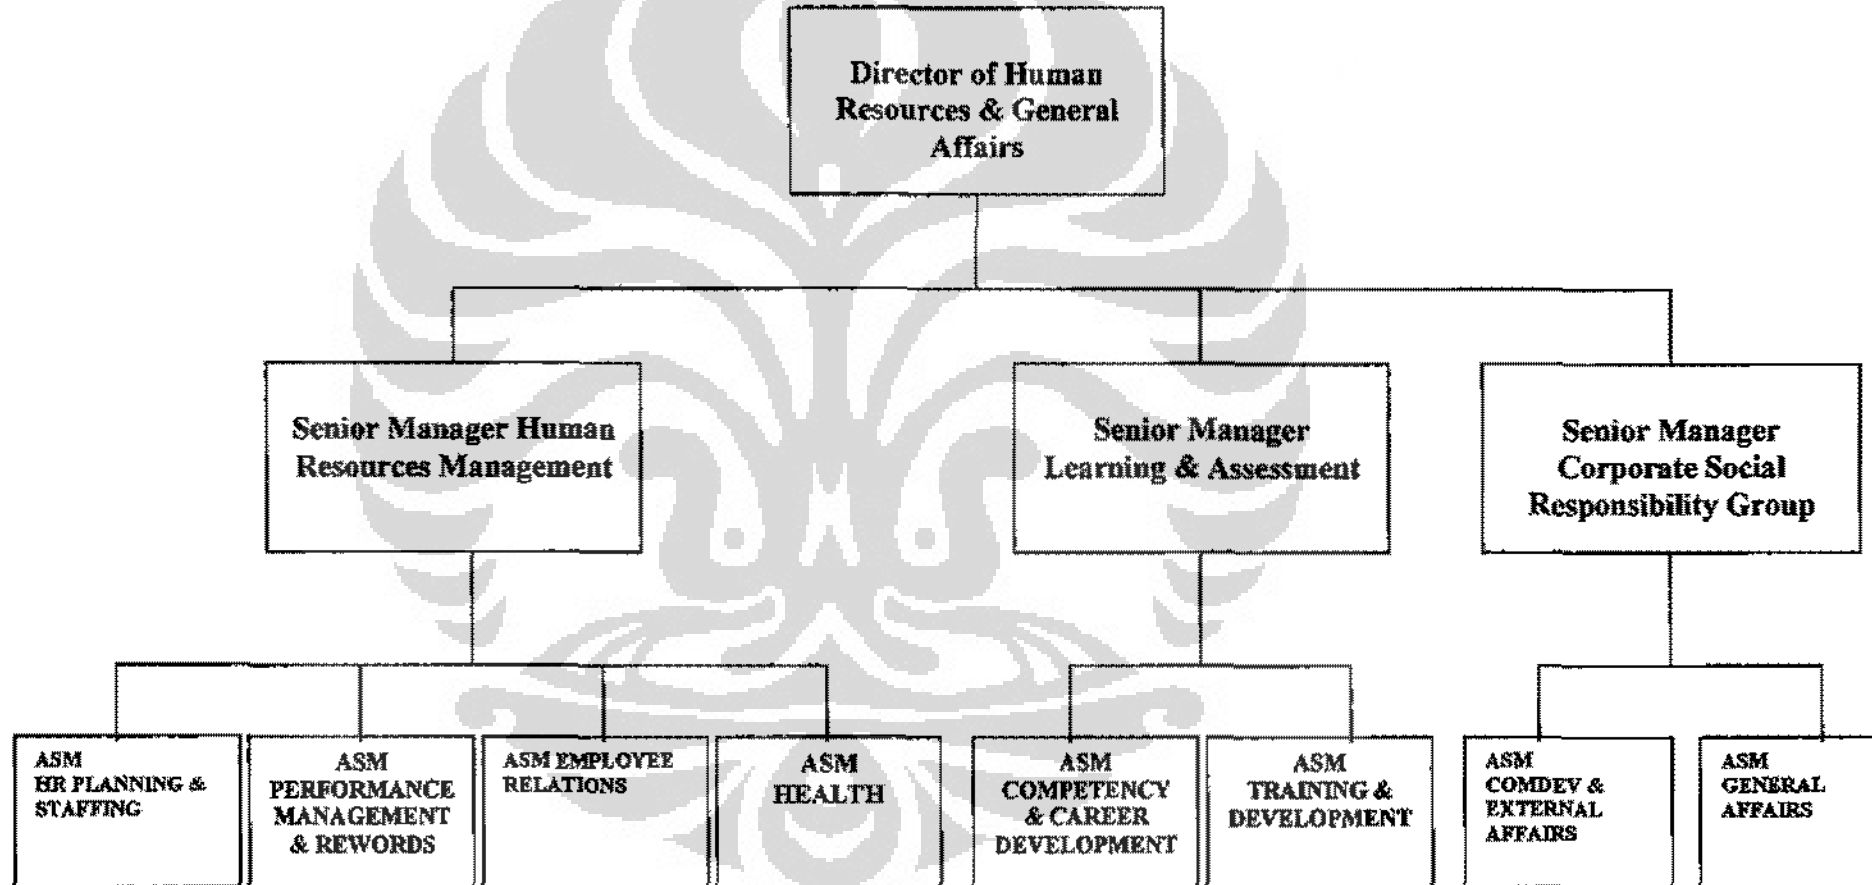 Director of Human
Resources & General
Affairs
Senior Manager Human
Resources Management
Senior Manager
Learning & Assessment
Senior Manager
Corporate Social
Responsibility Group
ASM
HR PLANNING &
STAFFING
ASM
PERFORMANCE
MANAGEMENT
& REWORDS
ASM EMPLOYEE
RELATIONS
ASM
HEALTH
ASM
COMPETENCY
& CAREER
DEVELOPMENT
ASM
TRAINING &
DEVELOPMENT
ASM
COMDEV &
EXTERNAL
AFFAIRS
ASM
GENERAL
AFFAIRS